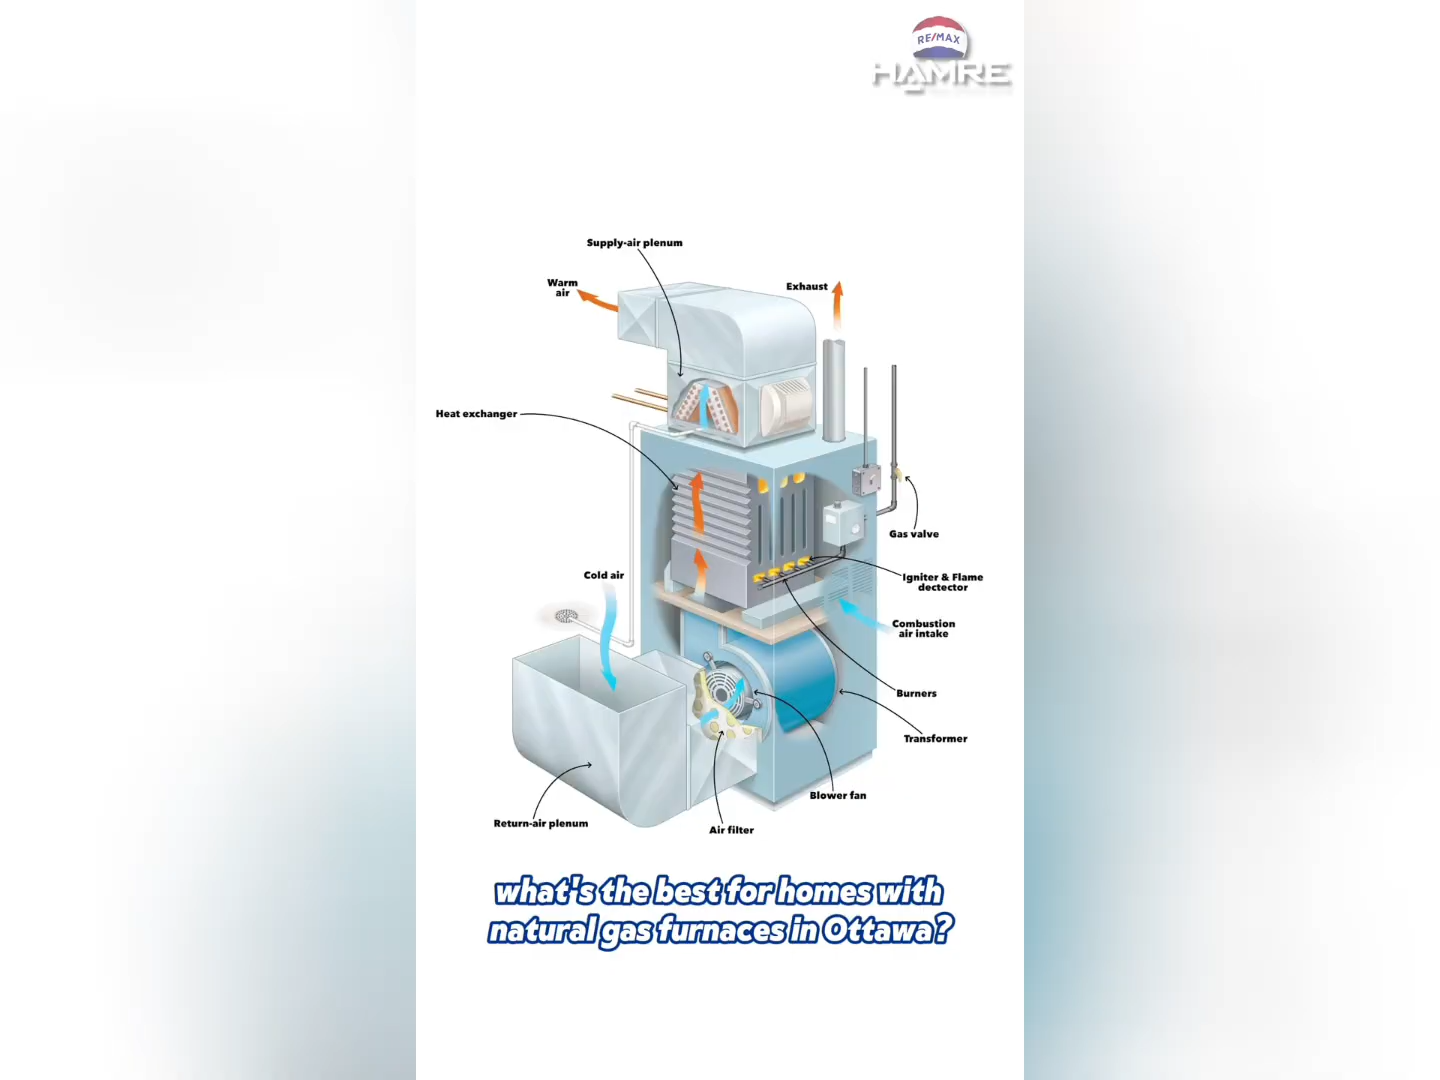 RE/MAX
HAMRE
Supply-air plenum
Warm
air
Exhaust
Heat exchanger
Gas valve
Cold air
Igniter & Flame
dectector
Combustion
air intake
Burners
Transformer
Blower fan
Return-air plenum
Air filter
what's the best for homes with
natural gas furnaces in Ottawa?